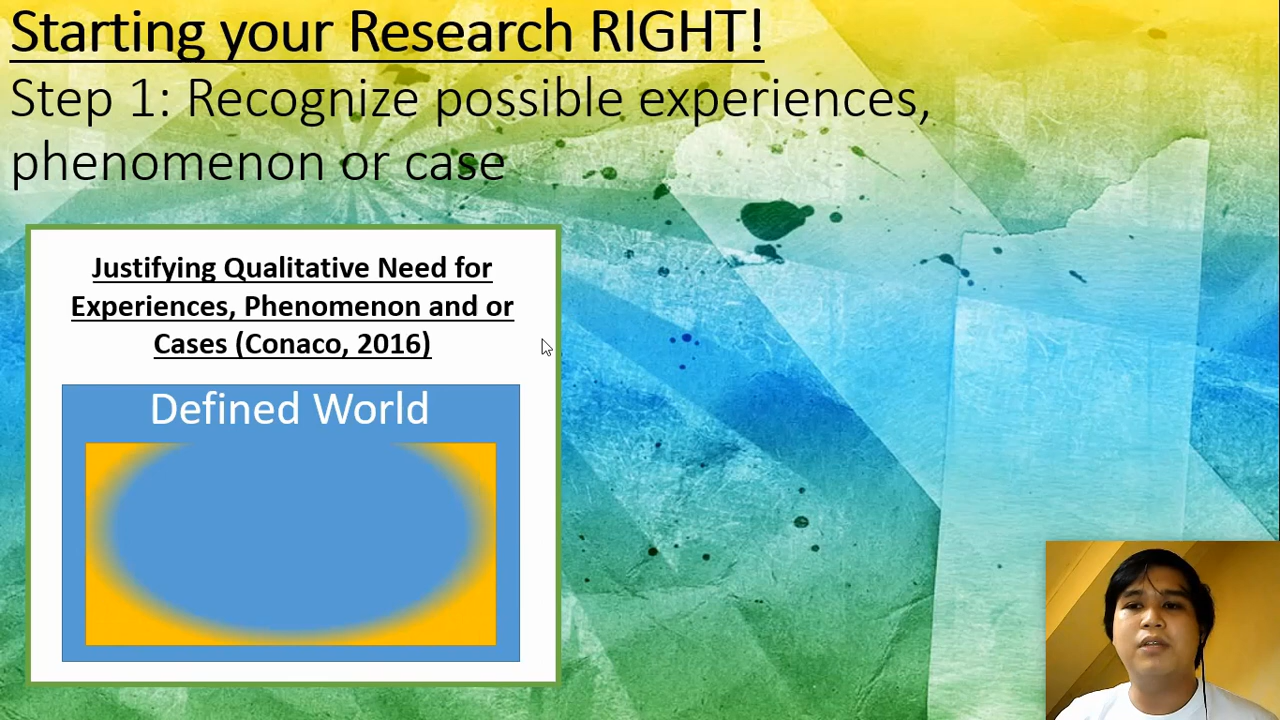 Starting your Research RIGHT!
Step 1: Recognize possible experiences,
phenomenon or case
Justifying Qualitative Need for
Experiences, Phenomenon and or
Cases (Conaco, 2016)
Defined World